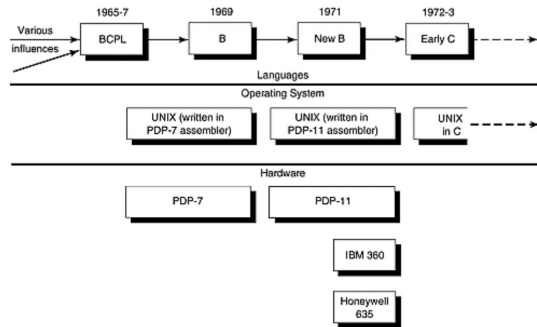 1965-7
1969
1971
1972-3
Various
influences
BCPL
B
New B
Early C
Languages
Operating System
UNIX (written in
PDP-7 assembler)
UNIX (written in
PDP-11 assembler)
UNIX
in C
Hardware
PDP-7
PDP-11
IBM 360
Honeywell
635